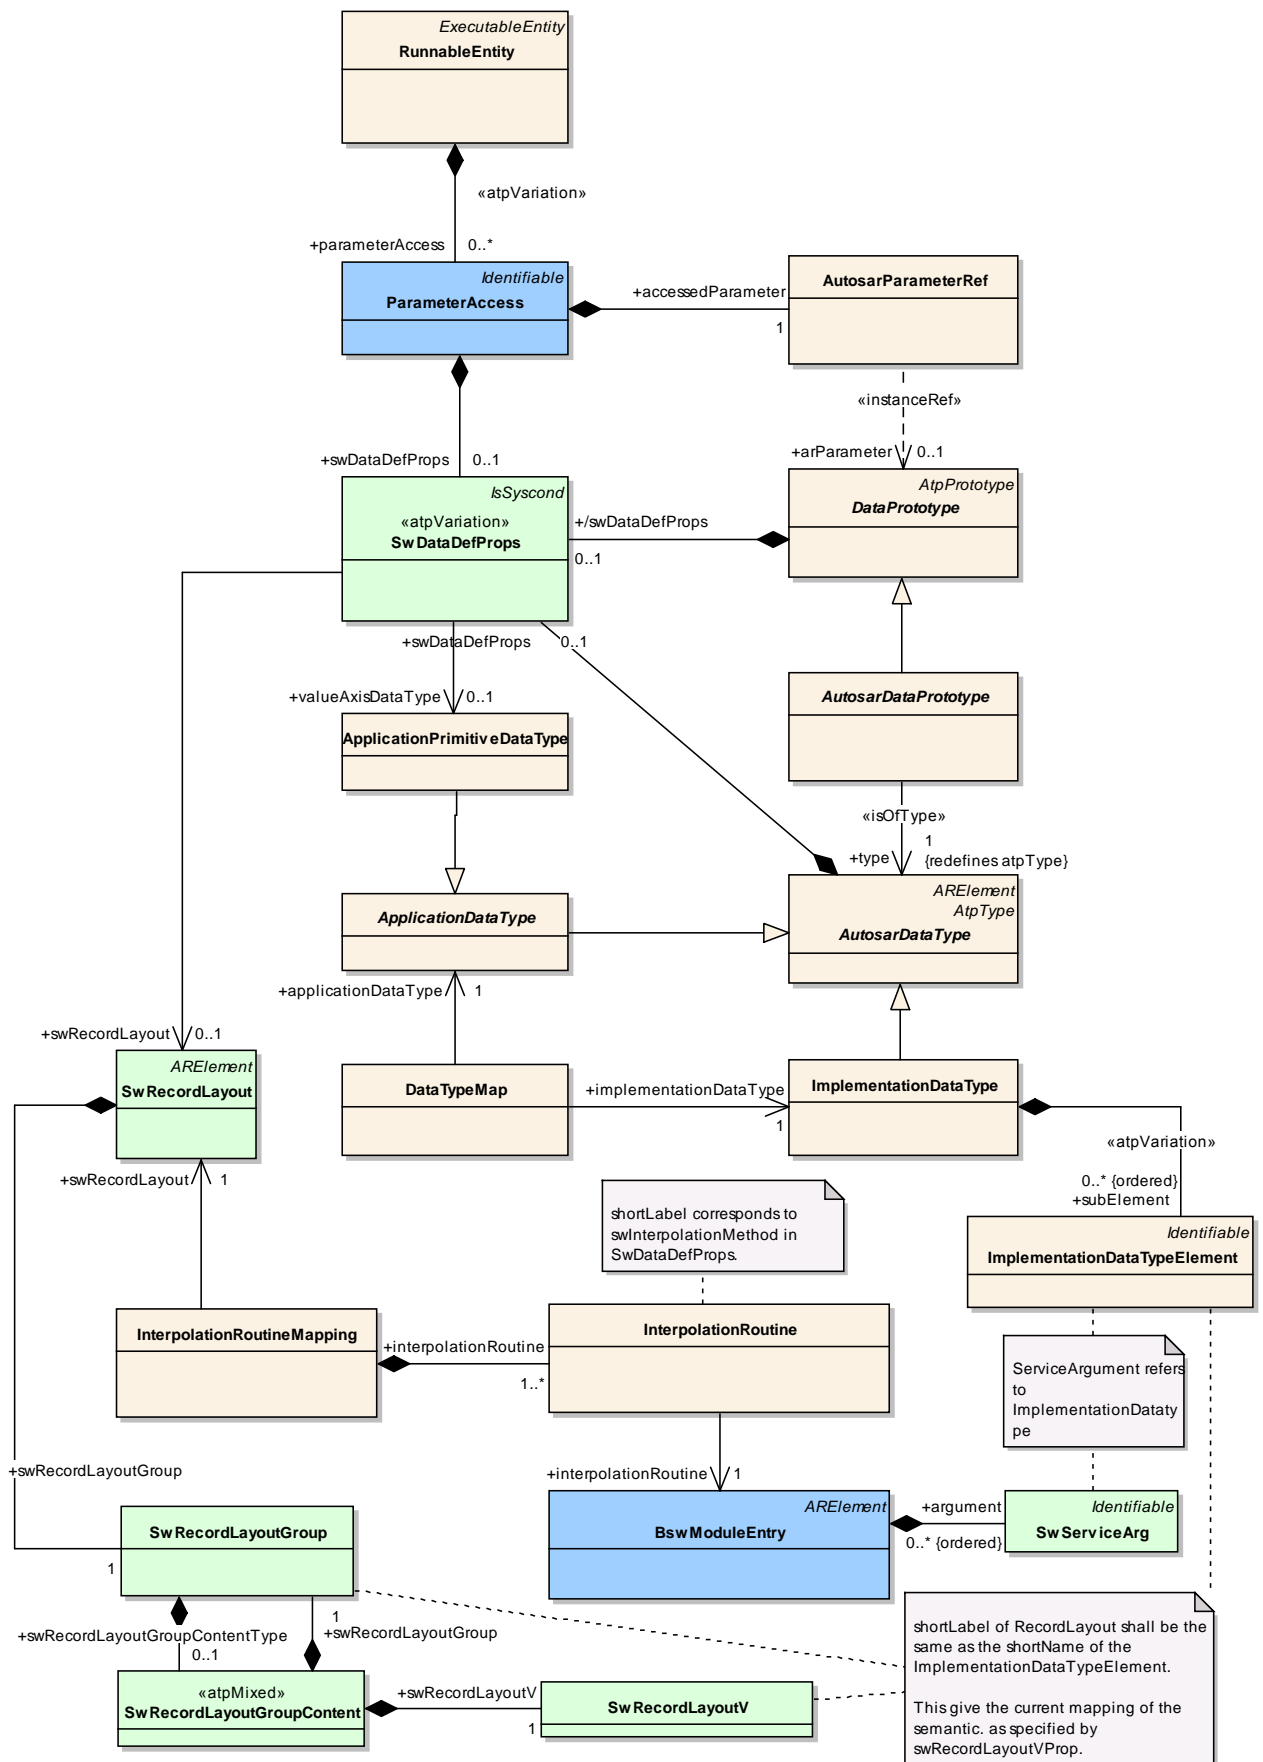 ExecutableEntity
RunnableEntity
«atpVariation»
+parameterAccess 0..*
Identifiable
ParameterAccess
+accessedParameter
1
AutosarParameterRef
«instanceRef»
+arParameter 0..1
+swDataDefProps 0..1
IsSyscond
«atpVariation»
SwDataDefProps
+/swDataDefProps
0..1
AtpPrototype
DataPrototype
+swDataDefProps 0..1
+valueAxisDataType 0..1
ApplicationPrimitiveDataType
AutosarDataPrototype
«isOfType»
1
+type {redefines atpType}
ApplicationDataType
ARElement
AtpType
AutosarDataType
+applicationDataType 1
+swRecordLayout 0..1
ARElement
SwRecordLayout
DataTypeMap
+implementationDataType
1
ImplementationDataType
«atpVariation»
0..* {ordered}
+subElement
+swRecordLayout 1
shortLabel corresponds to
swInterpolationMethod in
SwDataDefProps.
Identifiable
ImplementationDataTypeElement
InterpolationRoutineMapping
+interpolationRoutine
1..*
InterpolationRoutine
ServiceArgument refers
to
ImplementationDataty
pe
+swRecordLayoutGroup
+interpolationRoutine 1
ARElement
BswModuleEntry
+argument
0..* {ordered}
Identifiable
SwServiceArg
SwRecordLayoutGroup
1
1
+swRecordLayoutGroupContentType
0..1
+swRecordLayoutGroup
«atpMixed»
SwRecordLayoutGroupContent
+swRecordLayoutV
1
SwRecordLayoutV
shortLabel of RecordLayout shall be the
same as the shortName of the
ImplementationDataTypeElement.
This give the current mapping of the
semantic. as specified by
swRecordLayoutVProp.